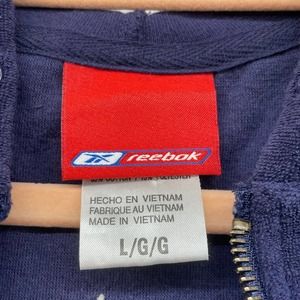 reebok
HECHO EN VIETNAM
FABRIQUE AU VIETNAM
MADE IN VIETNAM
L/G/G